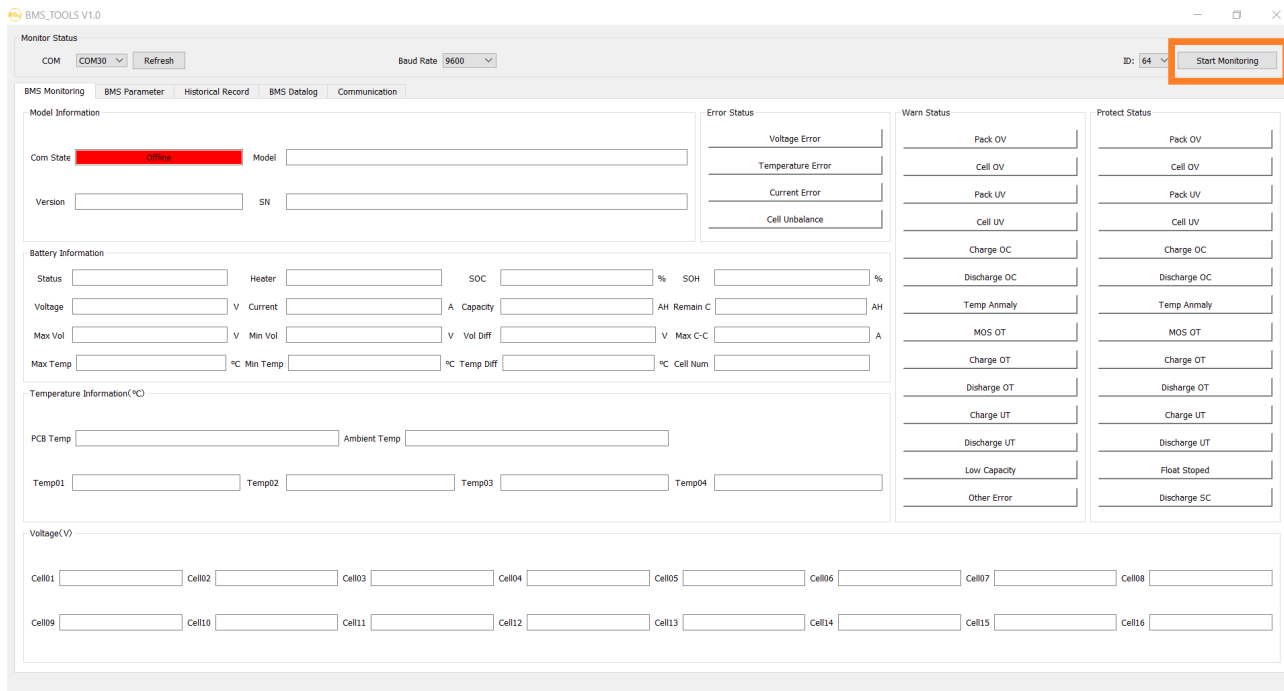 BMS_TOOLS V1.0
Monitor Status
COM COM30 Refresh Baud Rate 9600 ID: 64 Start Monitoring
BMS Monitoring BMS Parameter Historical Record BMS Datalog Communication
Model Information Error Status Warn Status Protect Status
Voltage Error Pack OV Pack OV
Com State Offline Model
Temperature Error Cell OV Cell OV
Current Error Pack UV Pack UV
Version SN
Cell Unbalance Cell UV Cell UV
Battery Information Charge OC Charge OC
Status Heater SOC % SOH % Discharge OC Discharge OC
Voltage V Current A Capacity AH Remain C AH Temp Anmaly Temp Anmaly
Max Vol V Min Vol V Vol Diff V Max C-C A MOS OT MOS OT
Max Temp ºC Min Temp ºC Temp Diff ºC Cell Num Charge OT Charge OT
Temperature Information(ºC) Disharge OT Disharge OT
Charge UT Charge UT
PCB Temp Ambient Temp Discharge UT Discharge UT
Low Capacity Float Stoped
Temp01 Temp02 Temp03 Temp04
Other Error Discharge SC
Voltage(V)
Cell01 Cell02 Cell03 Cell04 Cell05 Cell06 Cell07 Cell08
Cell09 Cell10 Cell11 Cell12 Cell13 Cell14 Cell15 Cell16